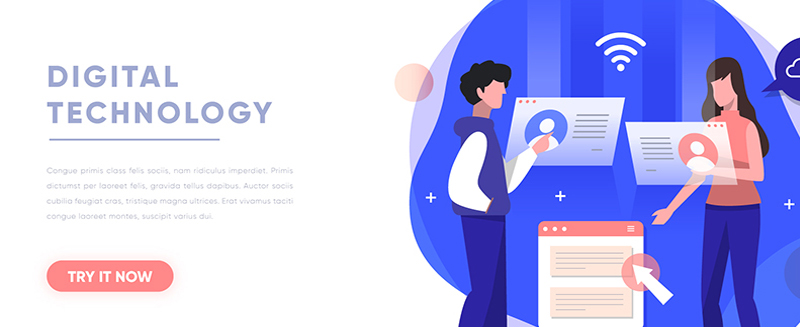 DIGITAL
TECHNOLOGY
Congue primis class felis sociis, nam ridiculus imperdiet. Primis
dictumst per laoreet felis, gravida tellus dapibus. Auctor sociis
cubilia feugiat cras, tristique magna ultrices. Erat vivamus taciti
congue laoreet montes, suscipit varius dui.
TRY IT NOW